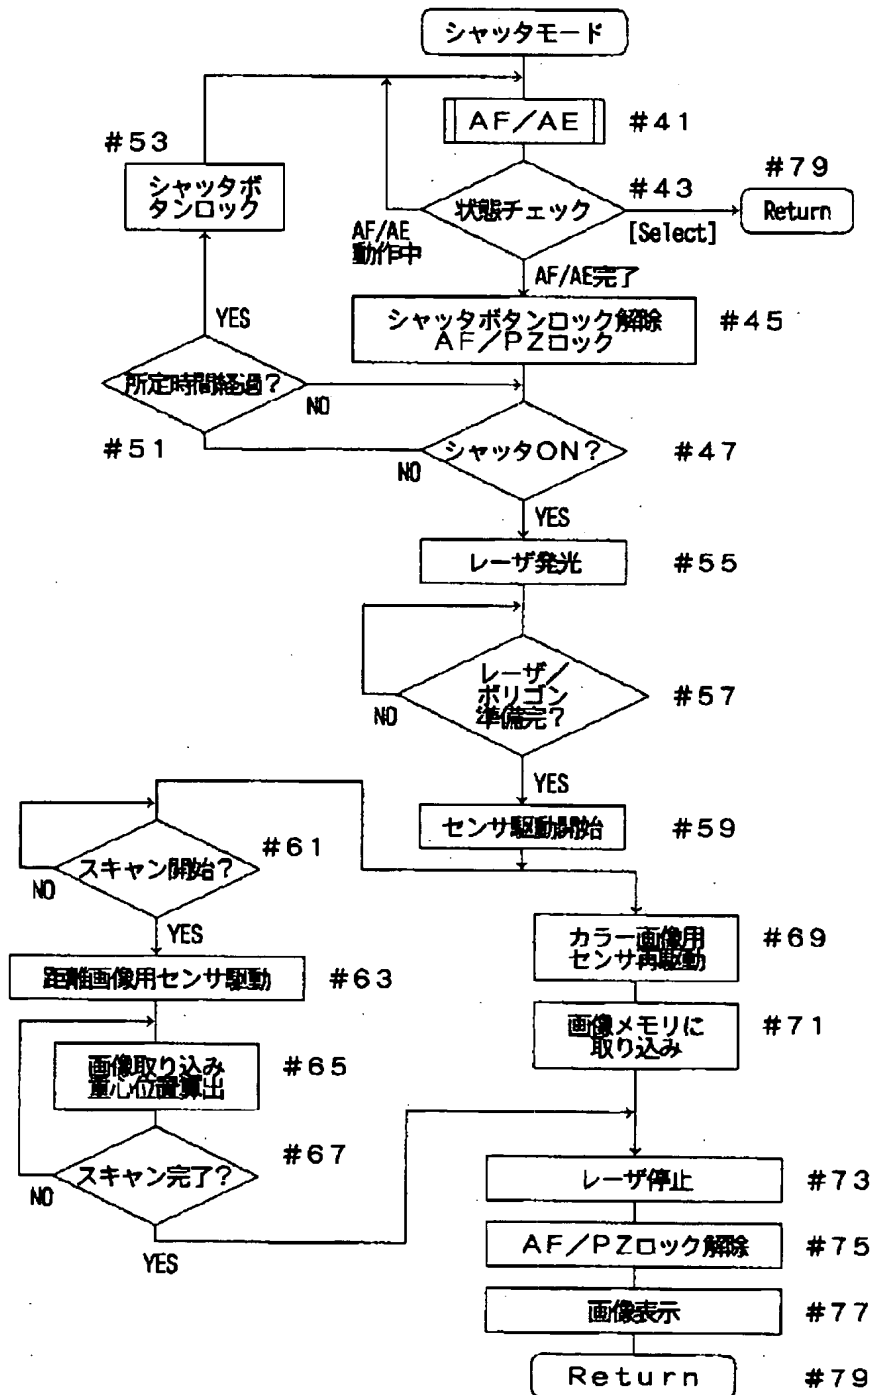 シャッタモード
AF／AE
#41
#53
シャッタボ
タンロック
状態チェック
#43
[Select]
#79
Return
AF/AE
動作中
AF/AE完了
シャッタボタンロック解除
AF／PZロック
#45
YES
所定時間経過?
NO
#51
シャッタON?
#47
NO
YES
レーザ発光
#55
レーザ／
ポリゴン
準備完?
#57
NO
YES
センサ駆動開始
#59
スキャン開始?
#61
NO
YES
カラー画像用
センサ再駆動
#69
距離画像用センサ駆動
#63
画像メモリに
取り込み
#71
画像取り込み
重心位置算出
#65
スキャン完了?
#67
NO
YES
レーザ停止
#73
AF／PZロック解除
#75
画像表示
#77
Return
#79